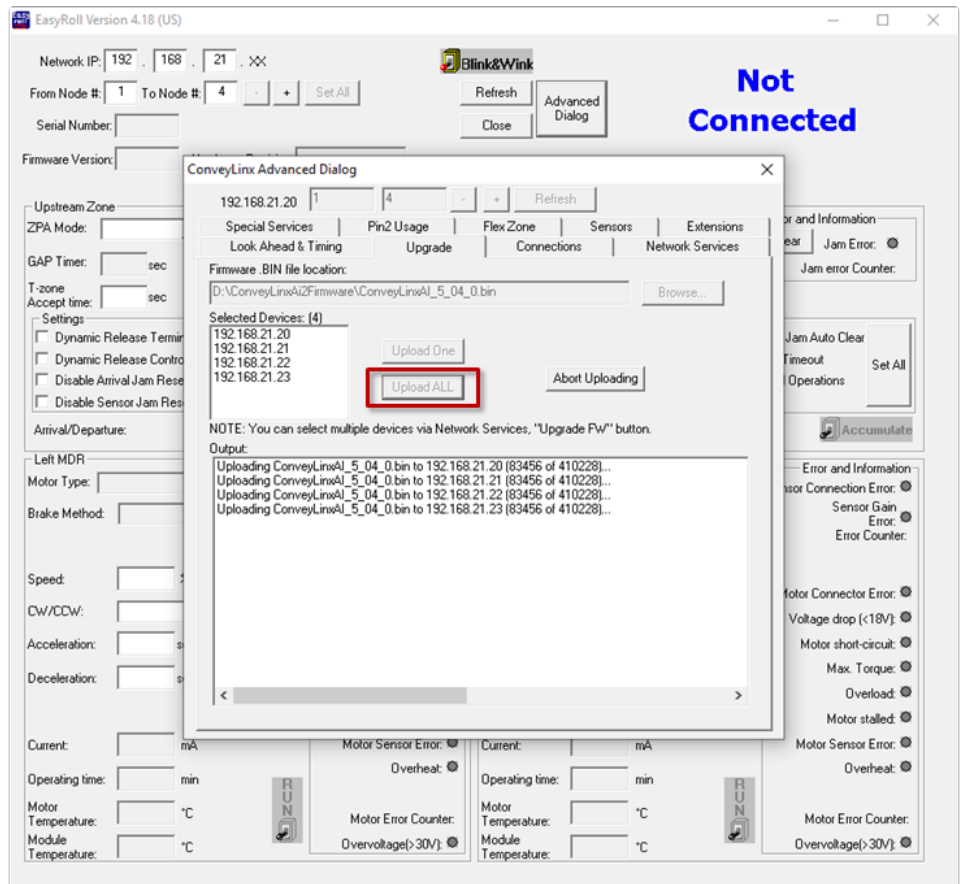 EasyRoll Version 4.18 (US)
Network IP: 192 . 168 . 21 . XX
Blink&Wink
Not
Connected
From Node #: 1 To Node #: 4 - + Set All
Refresh
Advanced
Dialog
Serial Number:
Close
Firmware Version:
ConveyLinx Advanced Dialog
192.168.21.20 1 4 - + Refresh
Special Services Pin2 Usage Flex Zone Sensors Extensions
Look Ahead & Timing Upgrade Connections Network Services
Firmware .BIN file location:
D:\ConveyLinxAi2Firmware\ConveyLinxAI_5_04_0.bin Browse...
Selected Devices: (4)
192.168.21.20
192.168.21.21
192.168.21.22
192.168.21.23
Upload One
Upload ALL
Abort Uploading
NOTE: You can select multiple devices via Network Services, "Upgrade FW" button.
Output:
Uploading ConveyLinxAI_5_04_0.bin to 192.168.21.20 (83456 of 410228)...
Uploading ConveyLinxAI_5_04_0.bin to 192.168.21.21 (83456 of 410228)...
Uploading ConveyLinxAI_5_04_0.bin to 192.168.21.22 (83456 of 410228)...
Uploading ConveyLinxAI_5_04_0.bin to 192.168.21.23 (83456 of 410228)...
Upstream Zone
ZPA Mode:
GAP Timer: sec
T-zone
Accept time: sec
Settings
Dynamic Release Termin
Dynamic Release Contro
Disable Arrival Jam Rese
Disable Sensor Jam Res
Arrival/Departure:
or and Information
ear Jam Error:
Jam error Counter:
Jam Auto Clear
Timeout
Operations
Set All
Accumulate
Left MDR
Motor Type:
Brake Method:
Speed:
CW/CCW:
Acceleration:
Deceleration:
Error and Information
sor Connection Error:
Sensor Gain
Error:
Error Counter:
Motor Connector Error:
Voltage drop (<18V):
Motor short-circuit:
Max. Torque:
Overload:
Motor stalled:
Current: mA Motor Sensor Error: Current: mA Motor Sensor Error:
Operating time: min Overheat: Operating time: min Overheat:
RUN
RUN
Motor
Temperature: °C Motor Error Counter: Motor
Temperature: °C Motor Error Counter:
Module
Temperature: °C Overvoltage(>30V): Module
Temperature: °C Overvoltage(>30V):